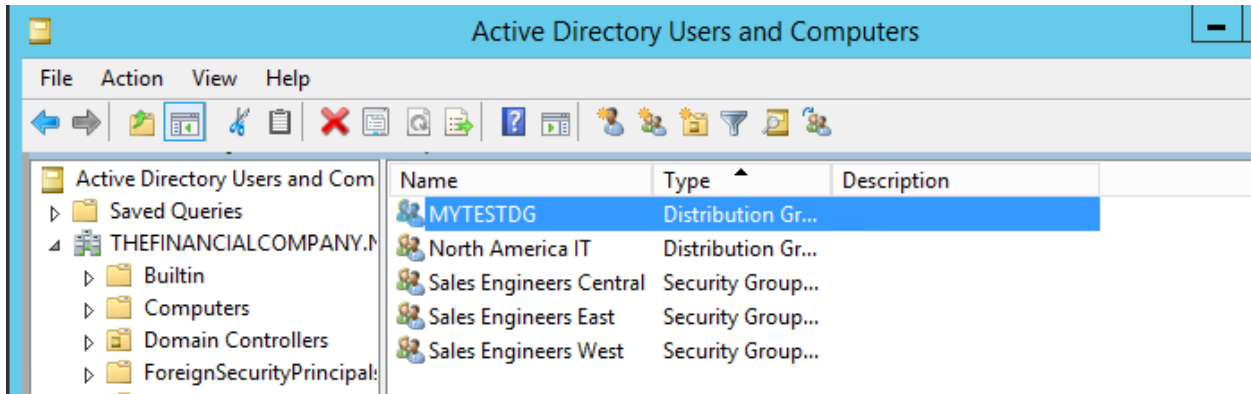 Active Directory Users and Computers
File Action View Help
Active Directory Users and Com
Name Type Description
Saved Queries
MYTESTDG Distribution Gr...
THEFINANCIALCOMPANY.N
North America IT Distribution Gr...
Builtin
Sales Engineers Central Security Group...
Computers
Sales Engineers East Security Group...
Domain Controllers
Sales Engineers West Security Group...
ForeignSecurityPrincipals